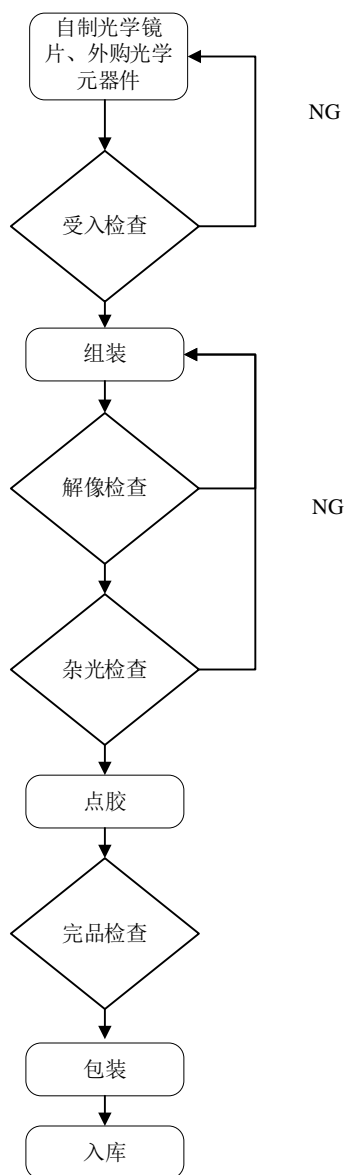 自制光学镜
片、外购光学
元器件
NG
受入检查
组装
解像检查
NG
杂光检查
点胶
完品检查
包装
入库